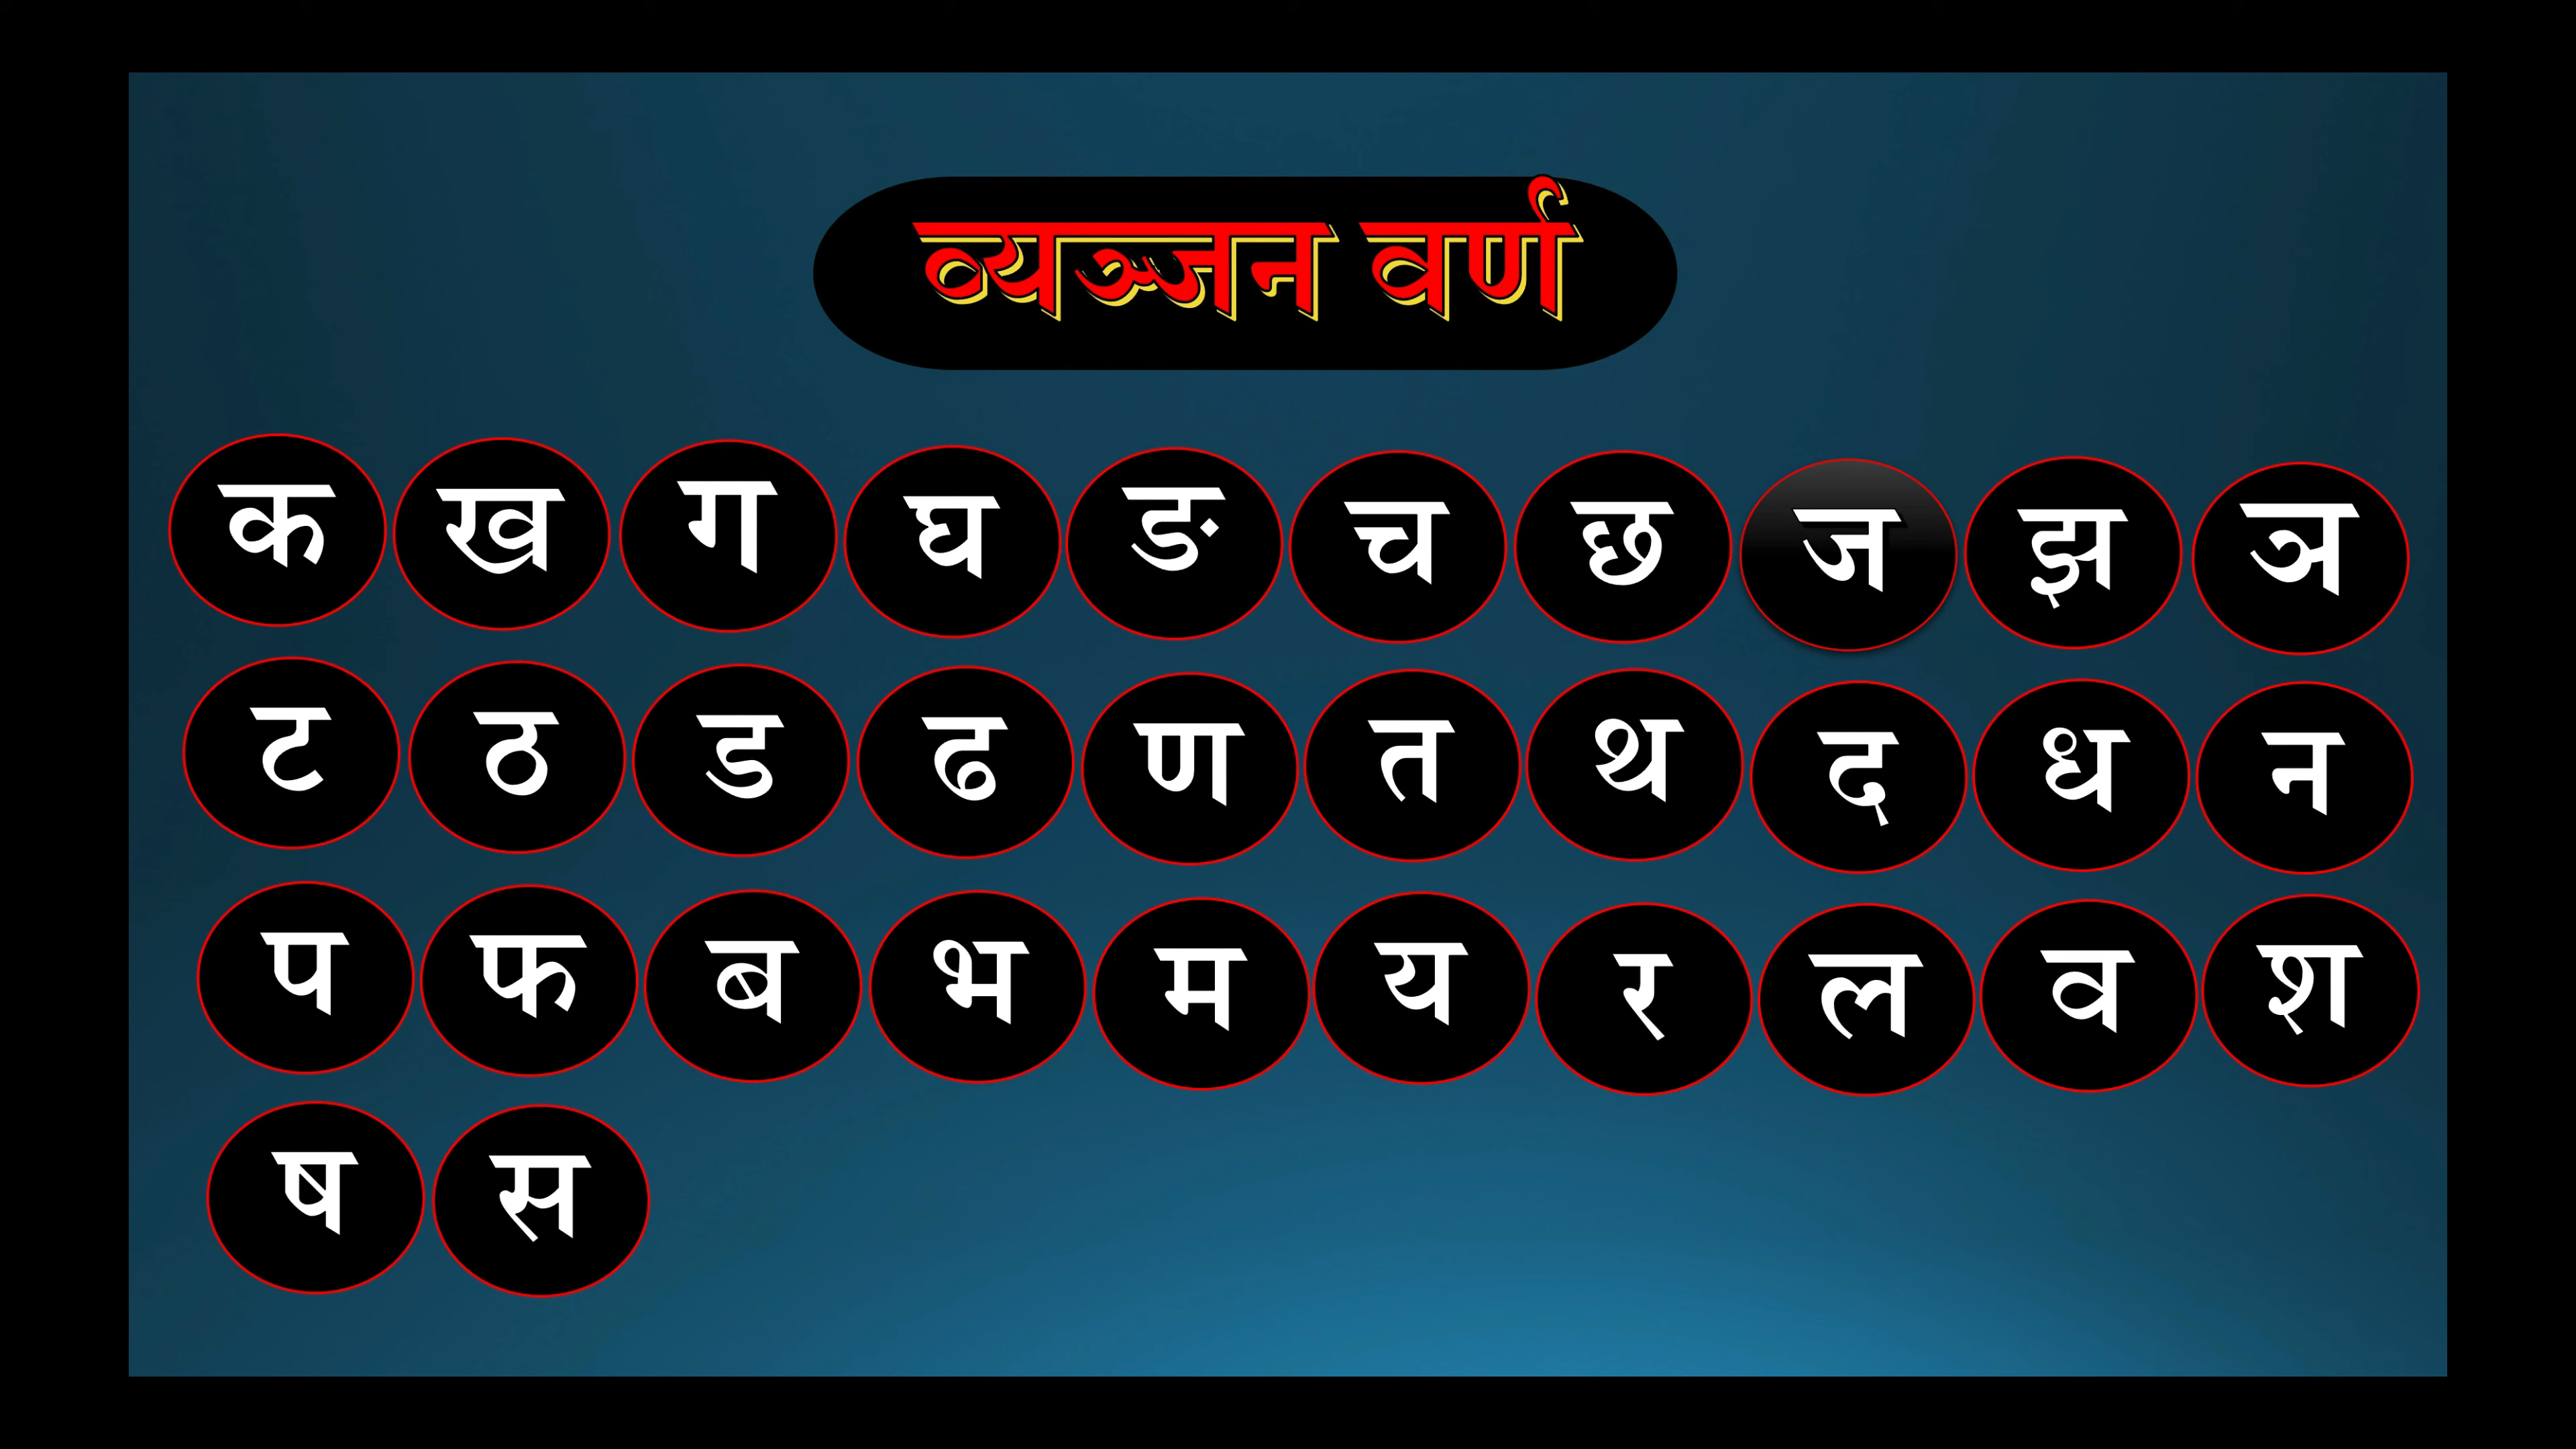 व्यञ्जन वर्ण
क ख ग घ ङ च छ ज झ ञ
ट ठ ड ढ ण त थ द ध न
प फ ब भ म य र ल व श
ष स